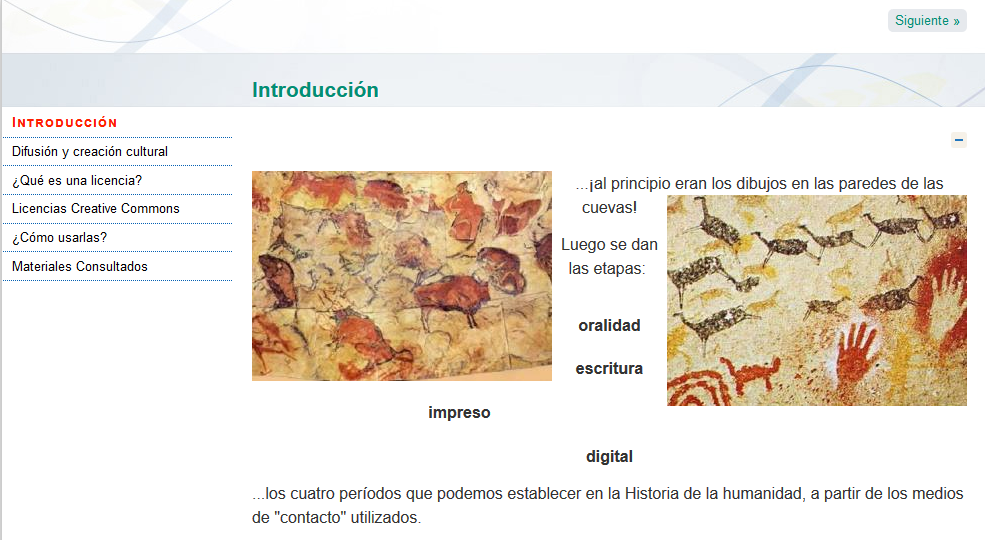 Siguiente »
Introducción
INTRODUCCIÓN
Difusión y creación cultural
¿Qué es una licencia?
Licencias Creative Commons
¿Cómo usarlas?
Materiales Consultados
...¡al principio eran los dibujos en las paredes de las
cuevas!
Luego se dan
las etapas:
oralidad
escritura
impreso
digital
...los cuatro períodos que podemos establecer en la Historia de la humanidad, a partir de los medios
de "contacto" utilizados.